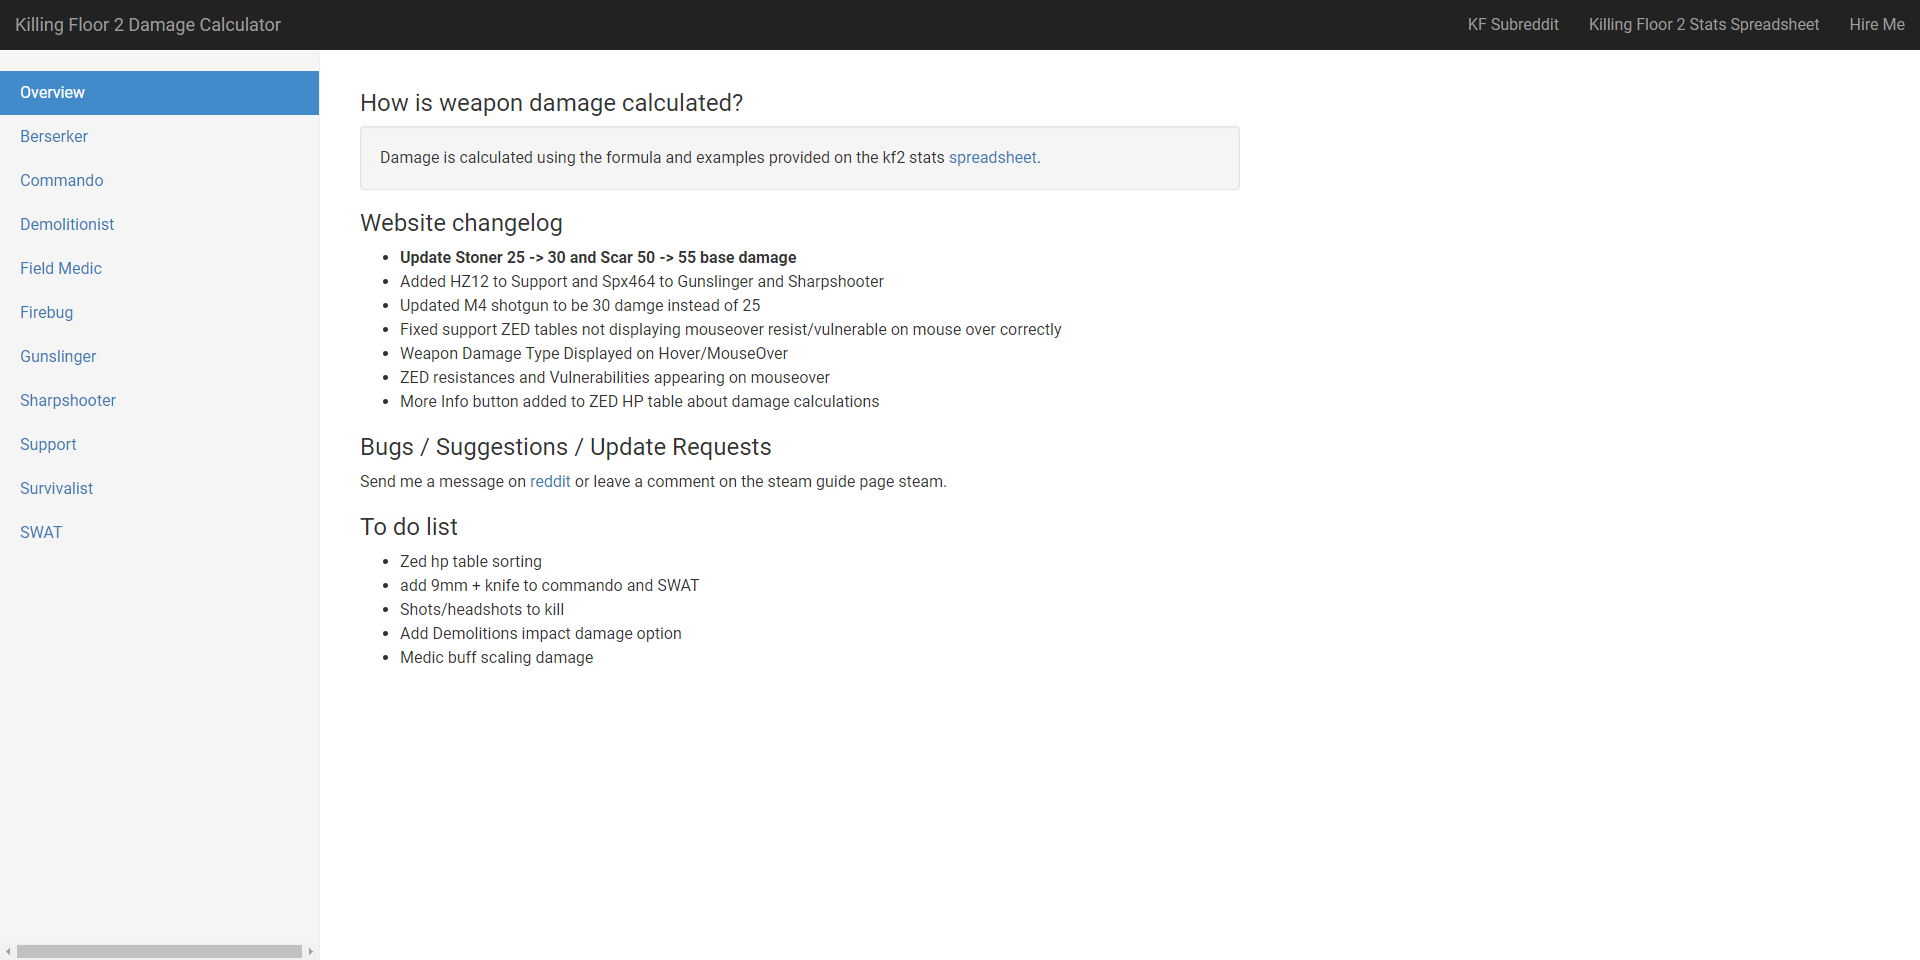 Killing Floor 2 Damage Calculator
KF Subreddit
Killing Floor 2 Stats Spreadsheet
Hire Me
Overview
Berserker
Commando
Demolitionist
Field Medic
Firebug
Gunslinger
Sharpshooter
Support
Survivalist
SWAT
How is weapon damage calculated?
Damage is calculated using the formula and examples provided on the kf2 stats spreadsheet.
Website changelog
Update Stoner 25 -> 30 and Scar 50 -> 55 base damage
Added HZ12 to Support and Spx464 to Gunslinger and Sharpshooter
Updated M4 shotgun to be 30 damge instead of 25
Fixed support ZED tables not displaying mouseover resist/vulnerable on mouse over correctly
Weapon Damage Type Displayed on Hover/MouseOver
ZED resistances and Vulnerabilities appearing on mouseover
More Info button added to ZED HP table about damage calculations
Bugs / Suggestions / Update Requests
Send me a message on reddit or leave a comment on the steam guide page steam.
To do list
Zed hp table sorting
add 9mm + knife to commando and SWAT
Shots/headshots to kill
Add Demolitions impact damage option
Medic buff scaling damage